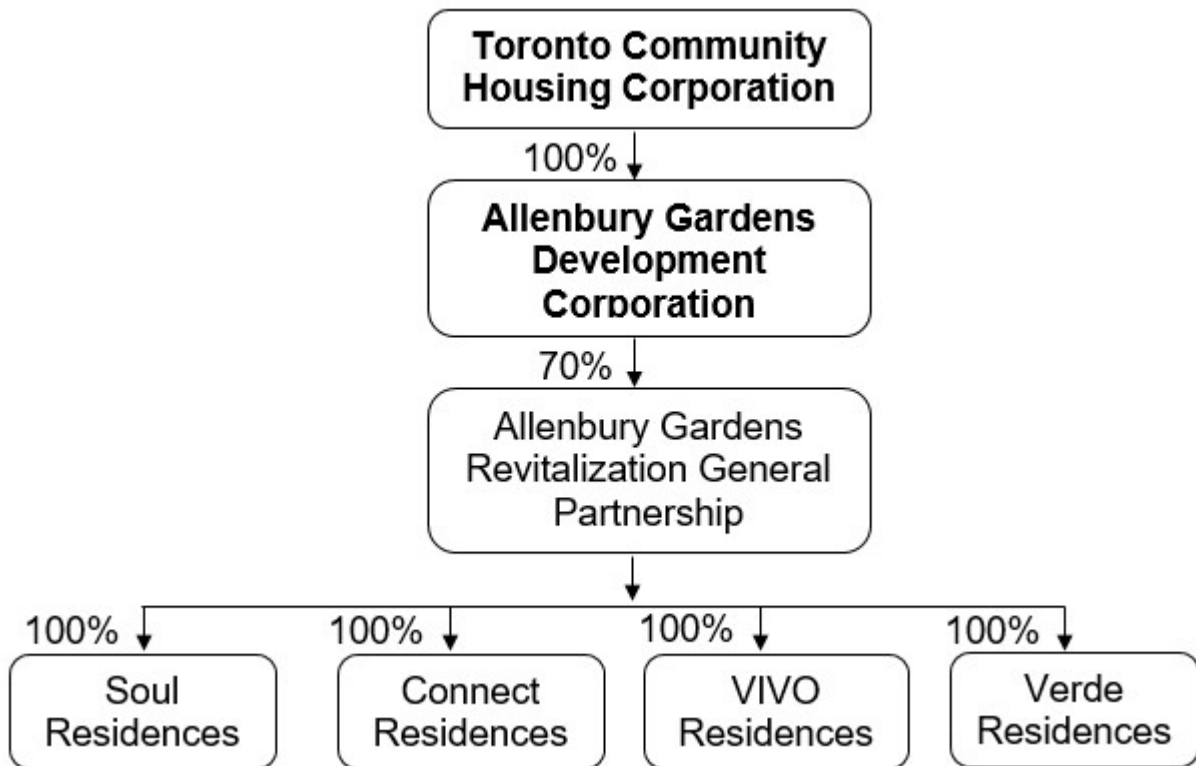 Toronto Community
Housing Corporation
100%
Allenbury Gardens
Development
Corporation
70%
Allenbury Gardens
Revitalization General
Partnership
100%
100%
100%
100%
Soul
Residences
Connect
Residences
VIVO
Residences
Verde
Residences